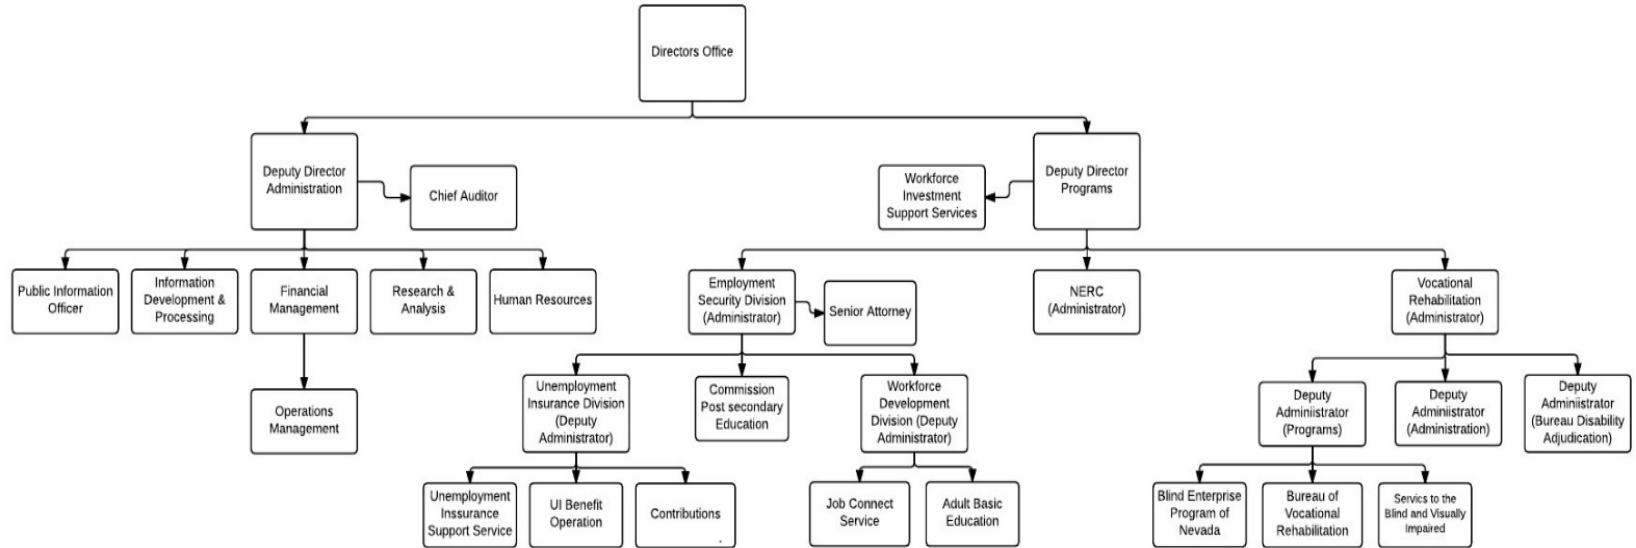 Directors Office
Deputy Director
Administration
Chief Auditor
Workforce
Investment
Support Services
Deputy Director
Programs
Public Information
Officer
Information
Development &
Processing
Financial
Management
Research &
Analysis
Human Resources
Employment
Security Division
(Administrator)
Senior Attorney
NERC
(Administrator)
Vocational
Rehabilitation
(Administrator)
Operations
Management
Unemployment
Insurance Division
(Deputy
Administrator)
Commission
Post secondary
Education
Workforce
Development
Division (Deputy
Administrator)
Deputy
Adminiistrator
(Programs)
Deputy
Adminiistrator
(Administration)
Deputy
Adminiistrator
(Bureau Disability
Adjudication)
Unemployment
Inssurance
Support Service
UI Benefit
Operation
Contributions
Job Connect
Service
Adult Basic
Education
Blind Enterprise
Program of
Nevada
Bureau of
Vocational
Rehabilitation
Servics to the
Blind and Visually
Impaired